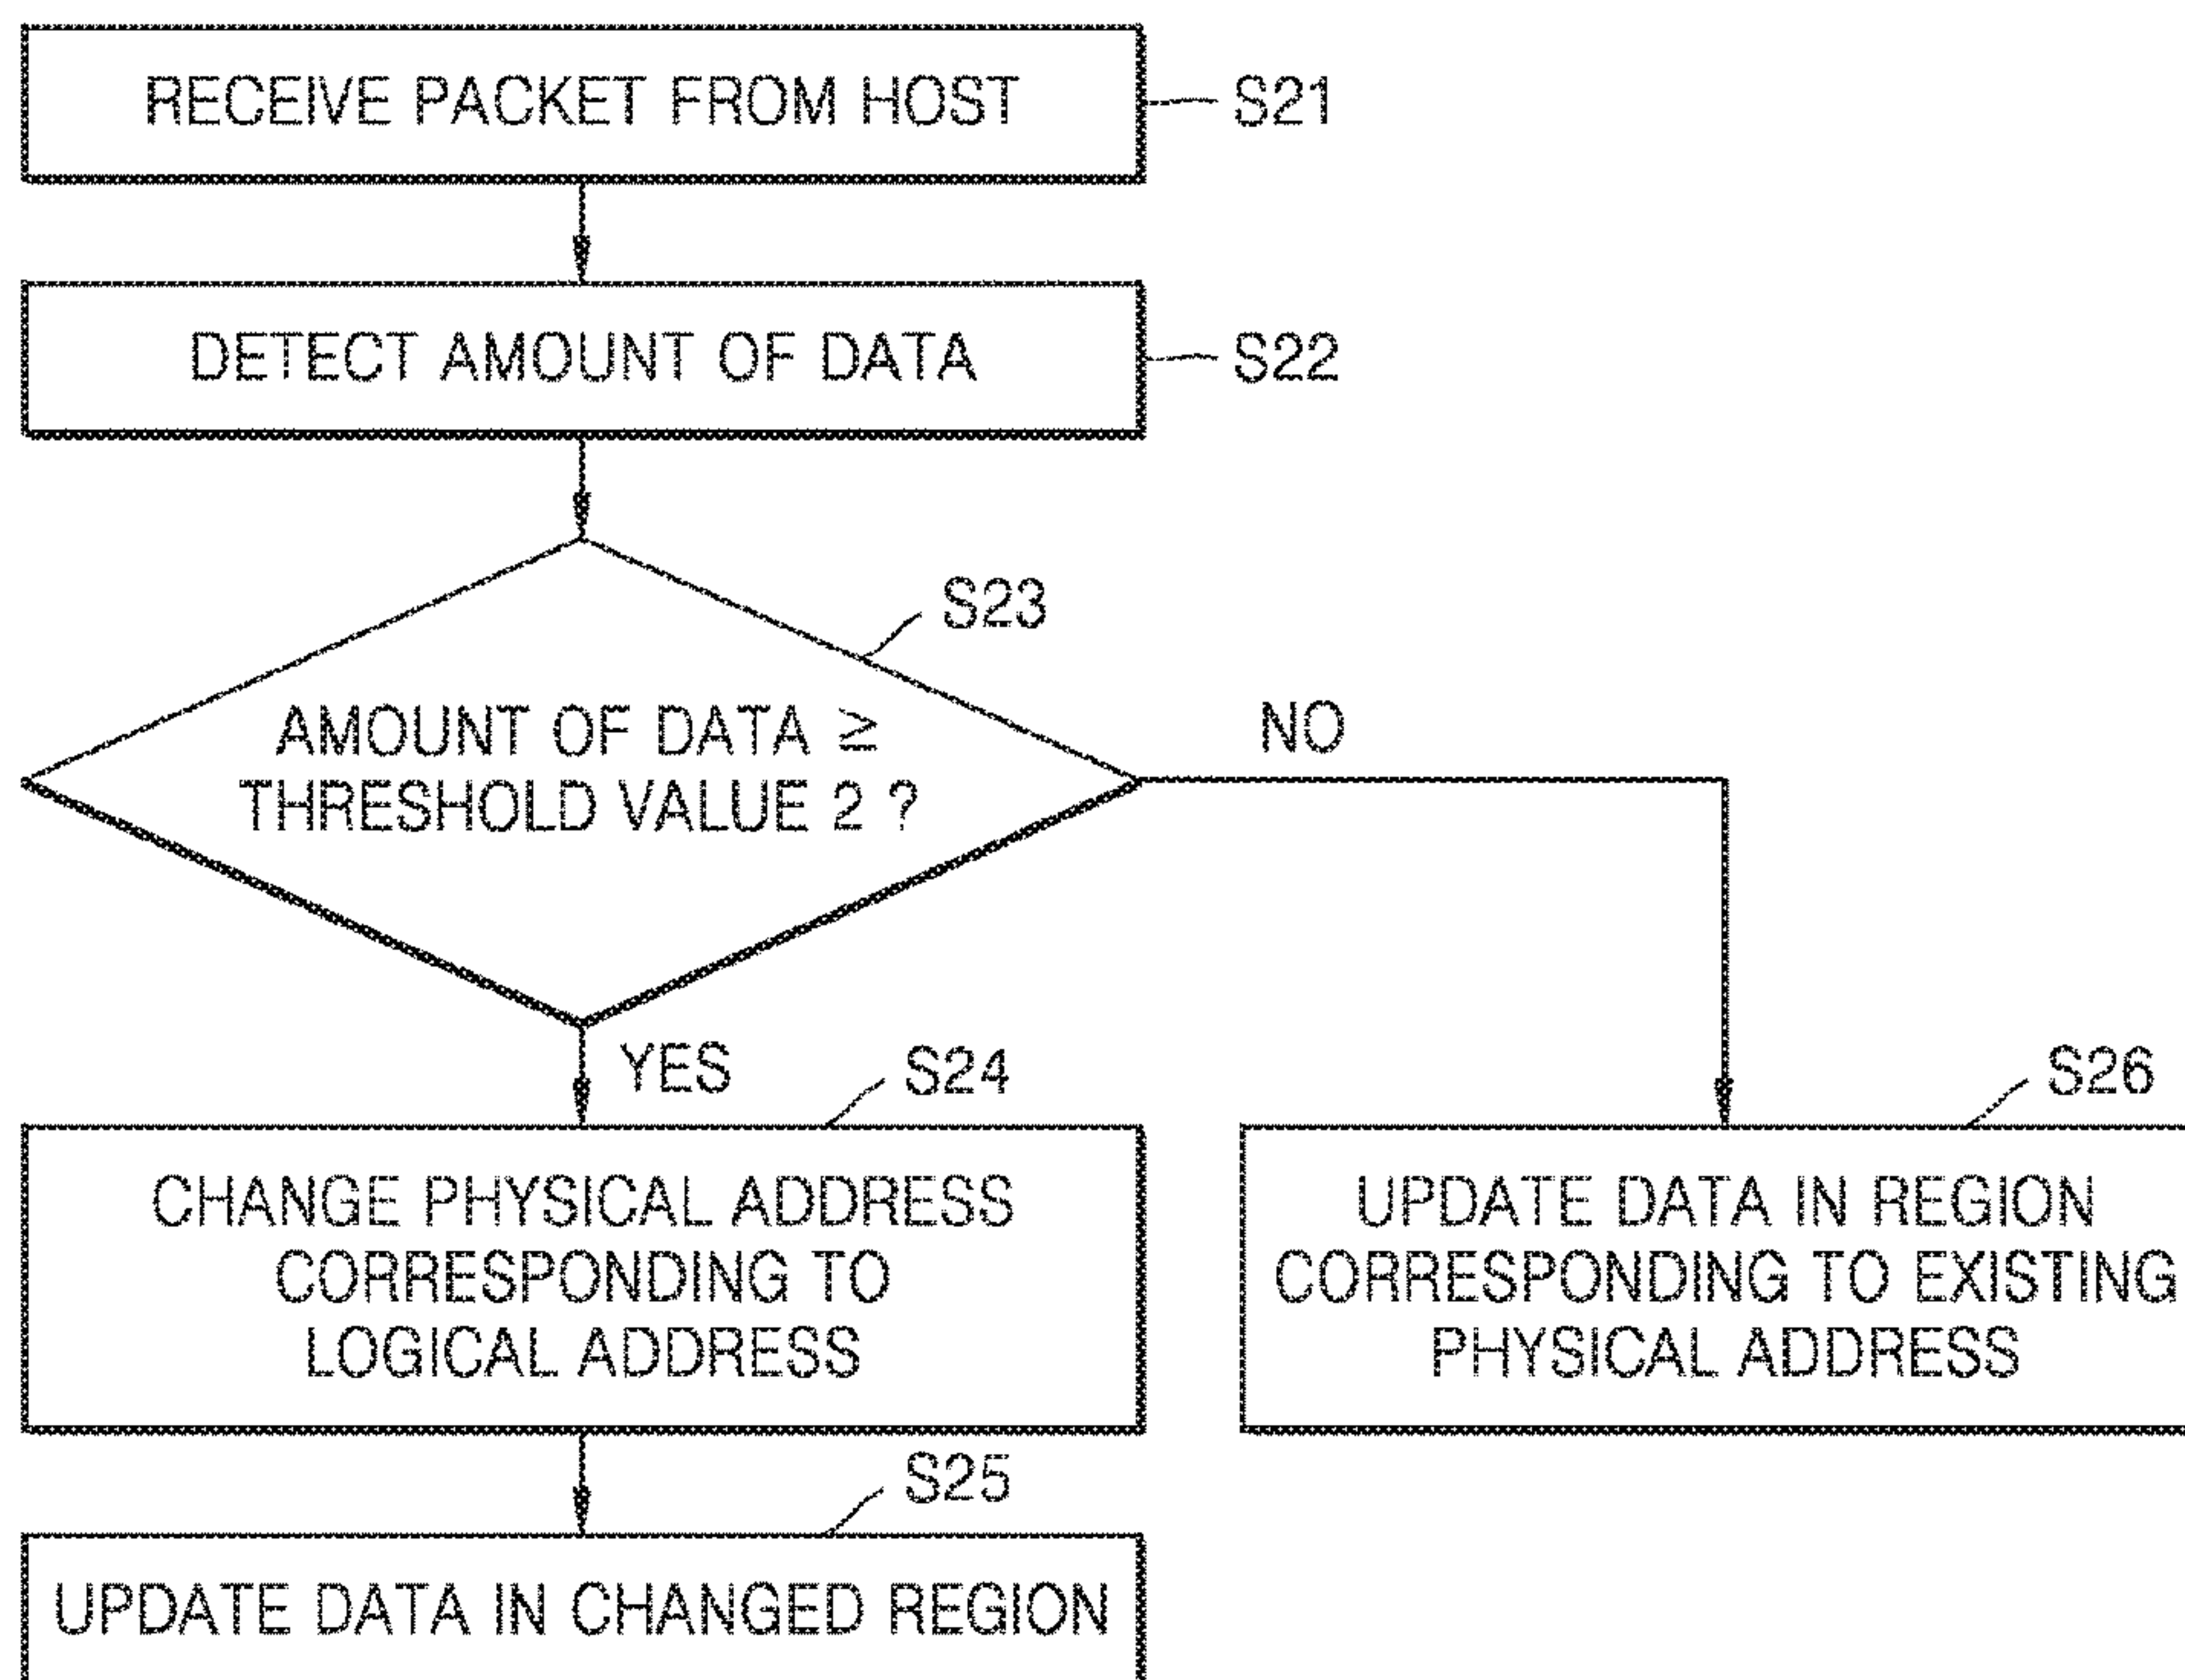 RECEIVE PACKET FROM HOST
S21
DETECT AMOUNT OF DATA
S22
S23
AMOUNT OF DATA ≥
THRESHOLD VALUE 2 ?
NO
YES
S24
CHANGE PHYSICAL ADDRESS
CORRESPONDING TO
LOGICAL ADDRESS
S26
UPDATE DATA IN REGION
CORRESPONDING TO EXISTING
PHYSICAL ADDRESS
S25
UPDATE DATA IN CHANGED REGION